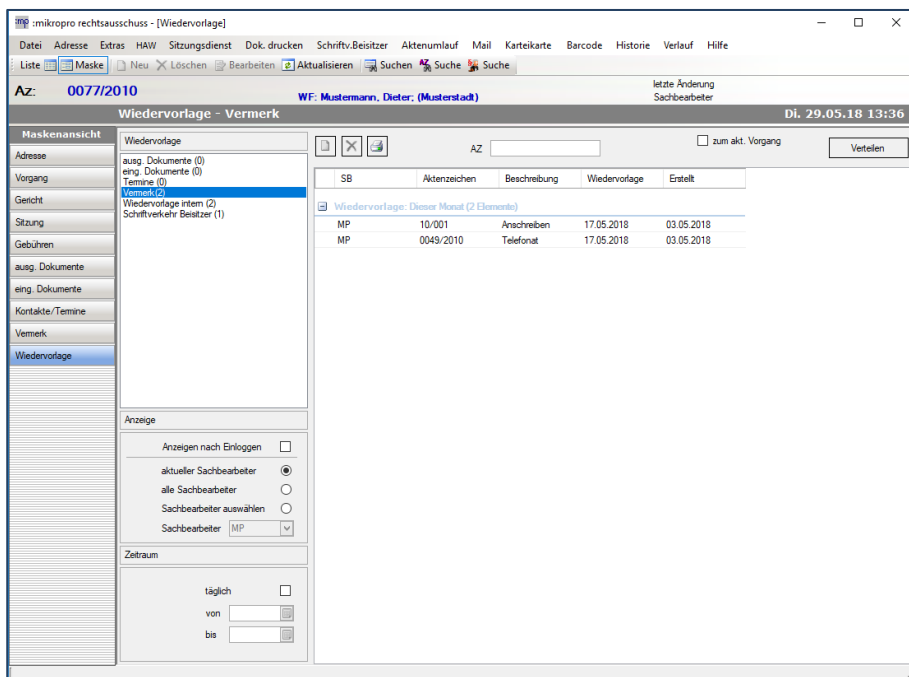 :mp :mikropro rechtsausschuss - [Wiedervorlage]
Datei Adresse Extras HAW Sitzungsdienst Dok. drucken Schriftv.Beisitzer Aktenumlauf Mail Karteikarte Barcode Historie Verlauf Hilfe
Liste Maske Neu Löschen Bearbeiten Aktualisieren Suchen Suche Suche
Az: 0077/2010
WF: Mustermann, Dieter; (Musterstadt)
letzte Änderung
Sachbearbeiter
Wiedervorlage - Vermerk
Di. 29.05.18 13:36
Maskenansicht
Adresse
Vorgang
Gericht
Sitzung
Gebühren
ausg. Dokumente
eing. Dokumente
Kontakte/Termine
Vermerk
Wiedervorlage
Wiedervorlage
ausg. Dokumente (0)
eing. Dokumente (0)
Termine (0)
Vermerk(2)
Wiedervorlage intern (2)
Schriftverkehr Beisitzer (1)
Anzeige
Anzeigen nach Einloggen
aktueller Sachbearbeiter
alle Sachbearbeiter
Sachbearbeiter auswählen
Sachbearbeiter MP
Zeitraum
täglich
von
bis
AZ
zum akt. Vorgang
Verteilen
SB Aktenzeichen Beschreibung Wiedervorlage Erstellt
Wiedervorlage: Dieser Monat (2 Elemente)
MP 10/001 Anschreiben 17.05.2018 03.05.2018
MP 0049/2010 Telefonat 17.05.2018 03.05.2018